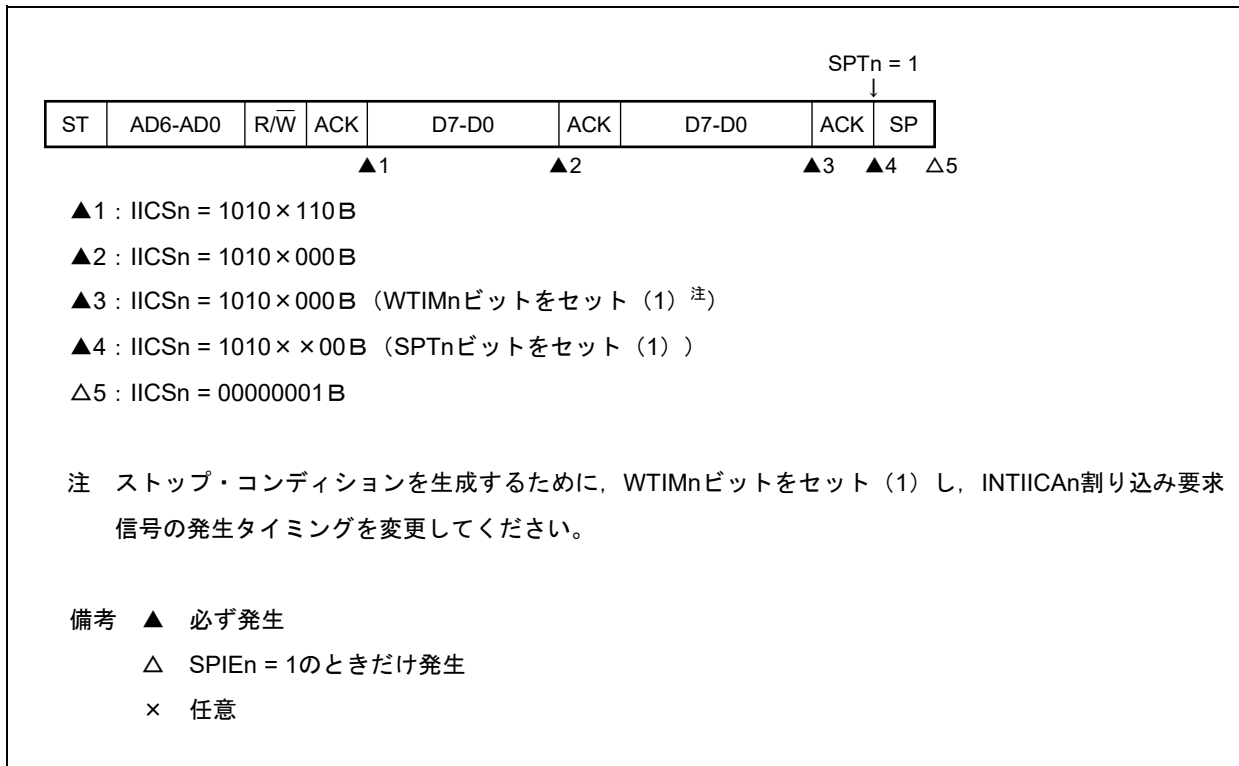 SPTn = 1
↓
ST AD6-AD0 R/W̅ ACK D7-D0 ACK D7-D0 ACK SP
▲1 ▲2 ▲3 ▲4 △5
▲1：IICSn = 1010×110B
▲2：IICSn = 1010×000B
▲3：IICSn = 1010×000B（WTIMnビットをセット（1）注）
▲4：IICSn = 1010××00B（SPTnビットをセット（1））
△5：IICSn = 00000001B
注 ストップ・コンディションを生成するために，WTIMnビットをセット（1）し，INTIICAn割り込み要求
信号の発生タイミングを変更してください。
備考 ▲ 必ず発生
△ SPIEn = 1のときだけ発生
× 任意